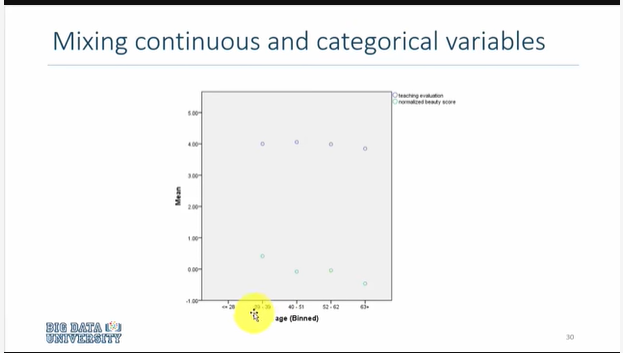 Mixing continuous and categorical variables
teaching evaluation
normalized beauty score
5.00
4.00
3.00
2.00
1.00
0.00
-1.00
Mean
<= 28
40 - 51
52 - 62
63+
age (Binned)
BIG DATA
UNIVERSITY
30